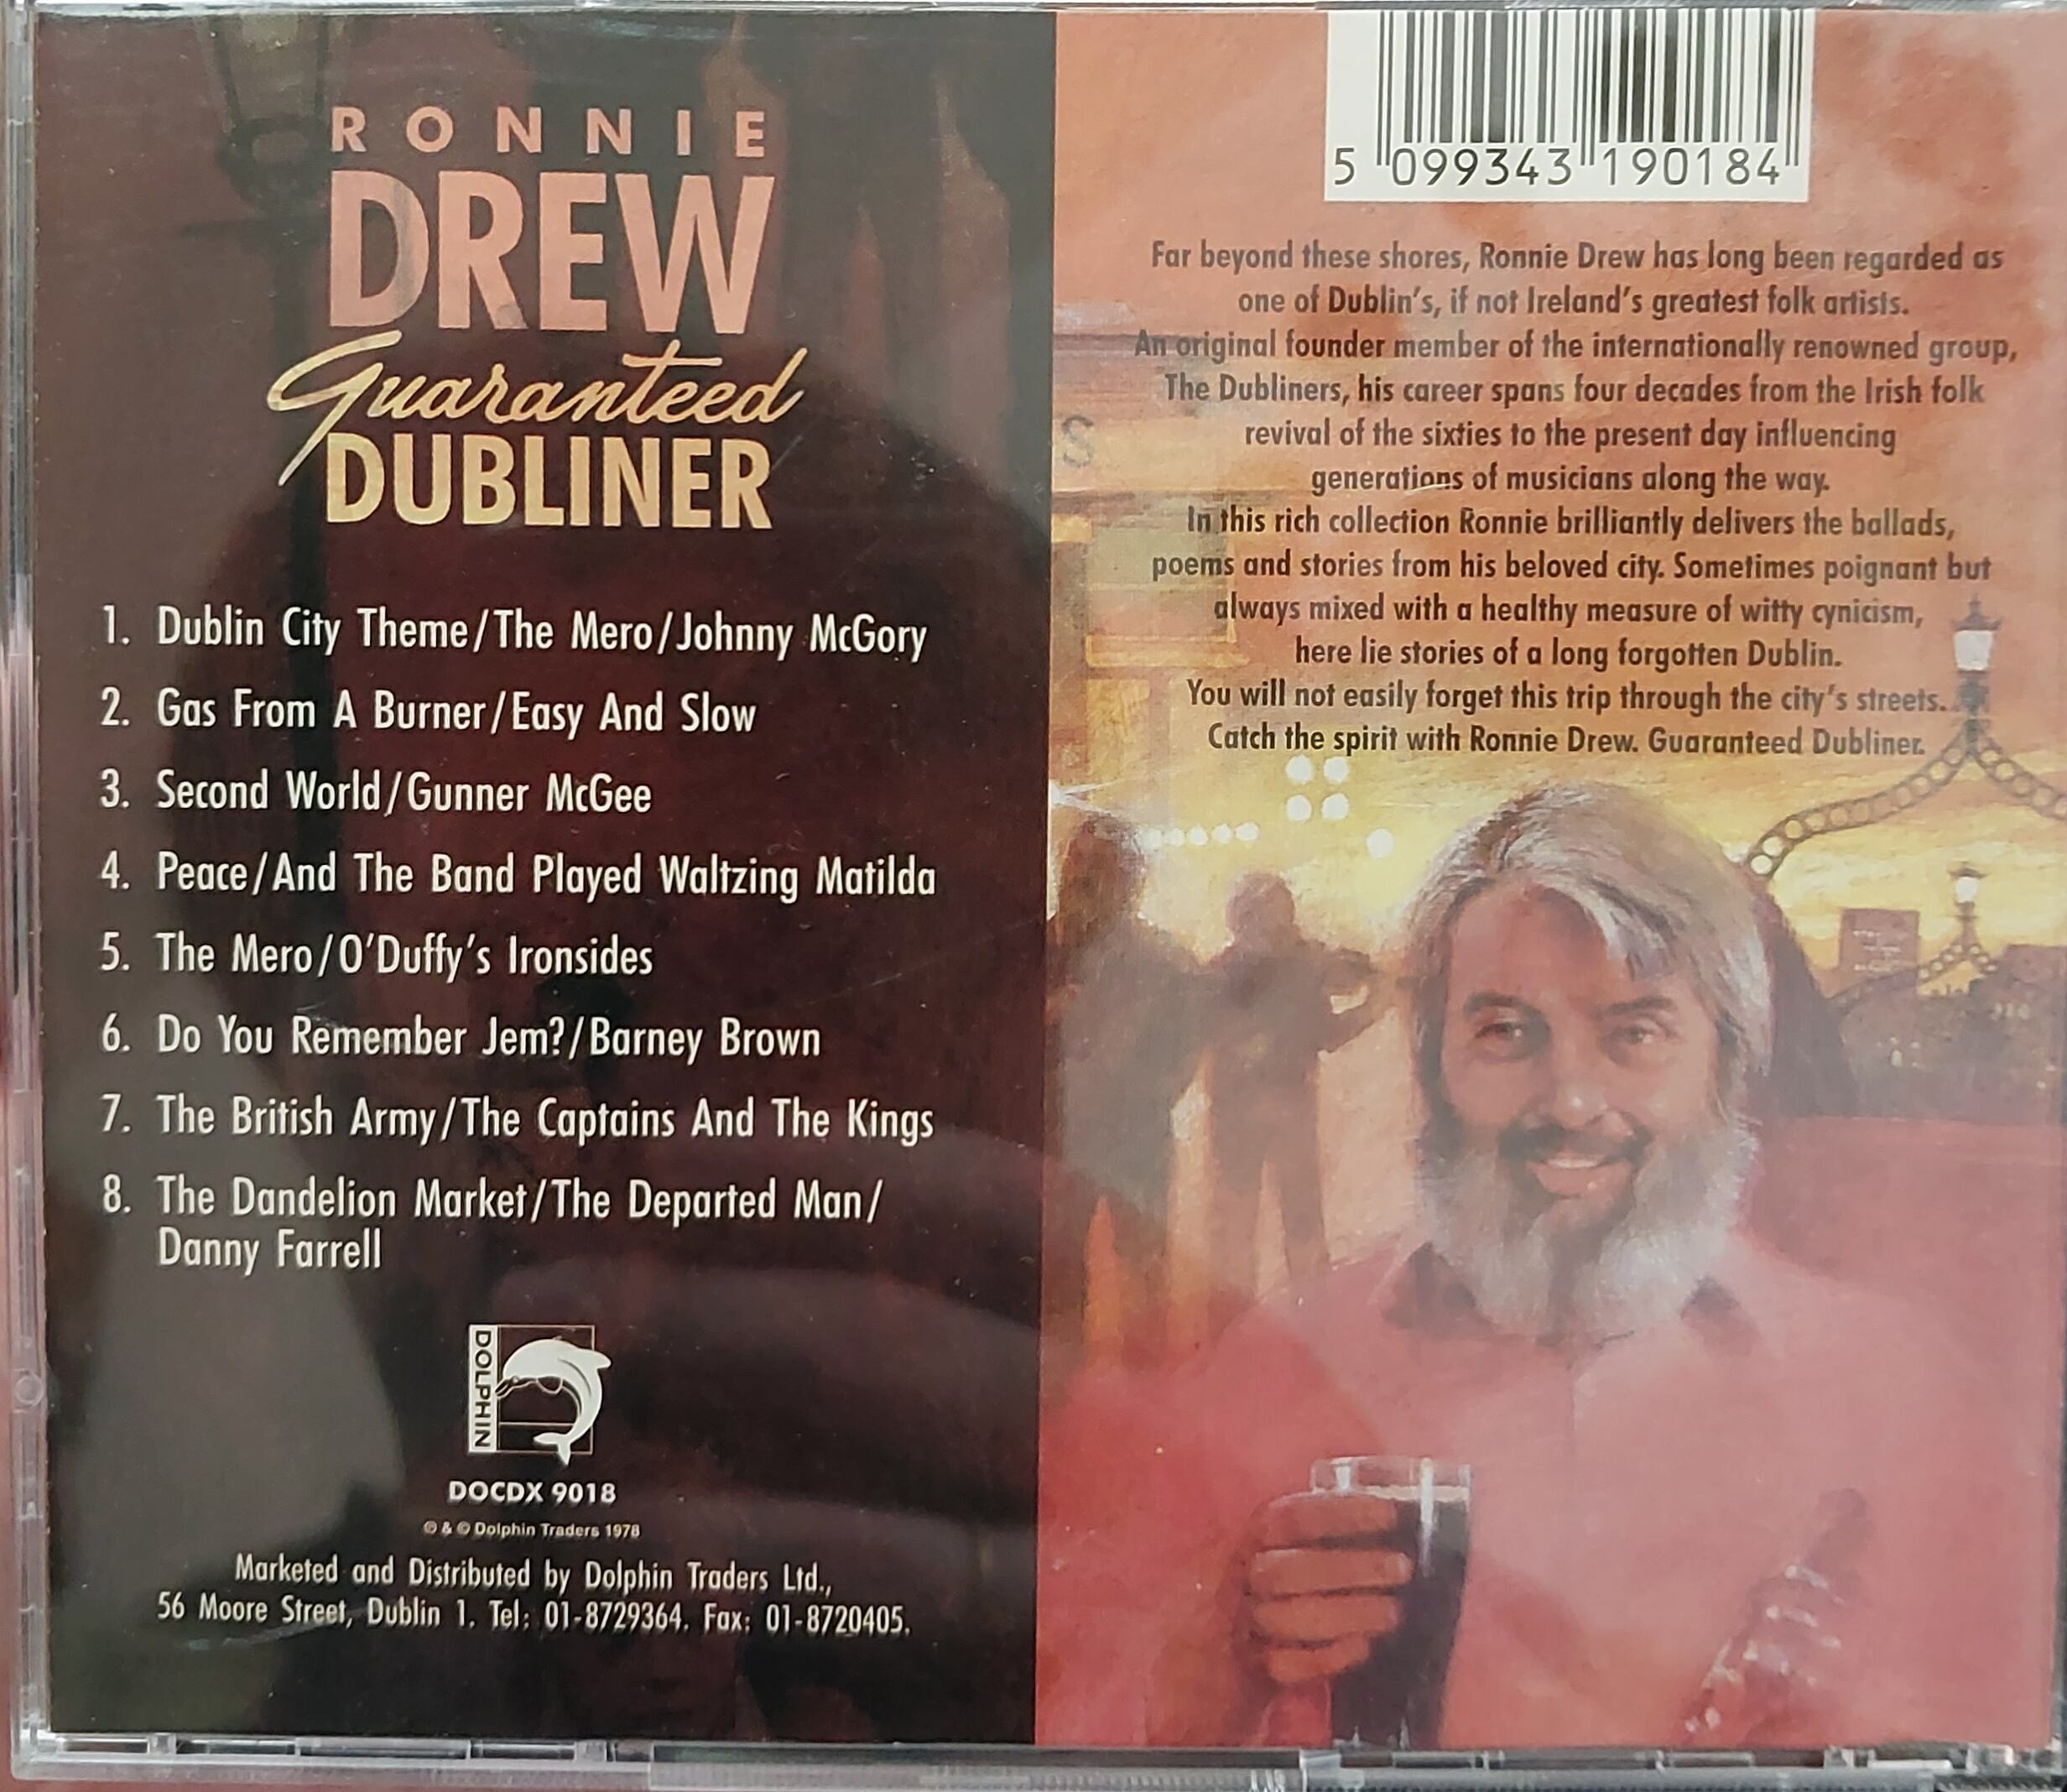 RONNIE
DREW
Guaranteed
DUBLINER
1. Dublin City Theme/The Mero/Johnny McGory
2. Gas From A Burner/Easy And Slow
3. Second World/Gunner McGee
4. Peace/And The Band Played Waltzing Matilda
5. The Mero/O'Duffy's Ironsides
6. Do You Remember Jem?/Barney Brown
7. The British Army/The Captains And The Kings
8. The Dandelion Market/The Departed Man/
Danny Farrell
DOLPHIN
DOCDX 9018
℗ & © Dolphin Traders 1978
Marketed and Distributed by Dolphin Traders Ltd.,
56 Moore Street, Dublin 1. Tel: 01-8729364. Fax: 01-8720405.
5 099343 190184
Far beyond these shores, Ronnie Drew has long been regarded as
one of Dublin's, if not Ireland's greatest folk artists.
An original founder member of the internationally renowned group,
The Dubliners, his career spans four decades from the Irish folk
revival of the sixties to the present day influencing
generations of musicians along the way.
In this rich collection Ronnie brilliantly delivers the ballads,
poems and stories from his beloved city. Sometimes poignant but
always mixed with a healthy measure of witty cynicism,
here lie stories of a long forgotten Dublin.
You will not easily forget this trip through the city's streets..
Catch the spirit with Ronnie Drew. Guaranteed Dubliner.
S